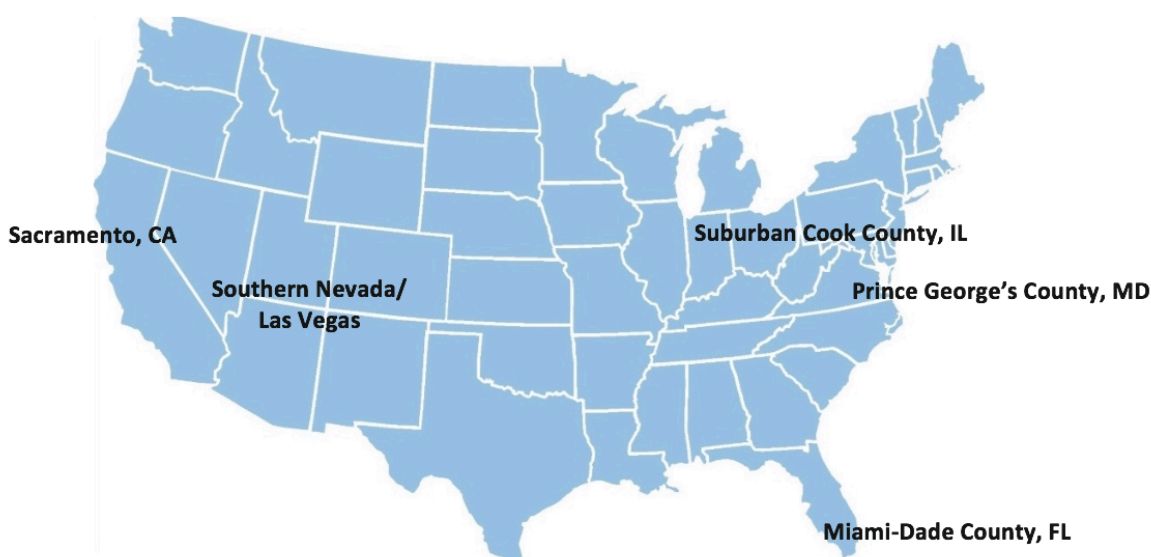 Sacramento, CA
Suburban Cook County, IL
Southern Nevada/
Las Vegas
Prince George’s County, MD
Miami-Dade County, FL